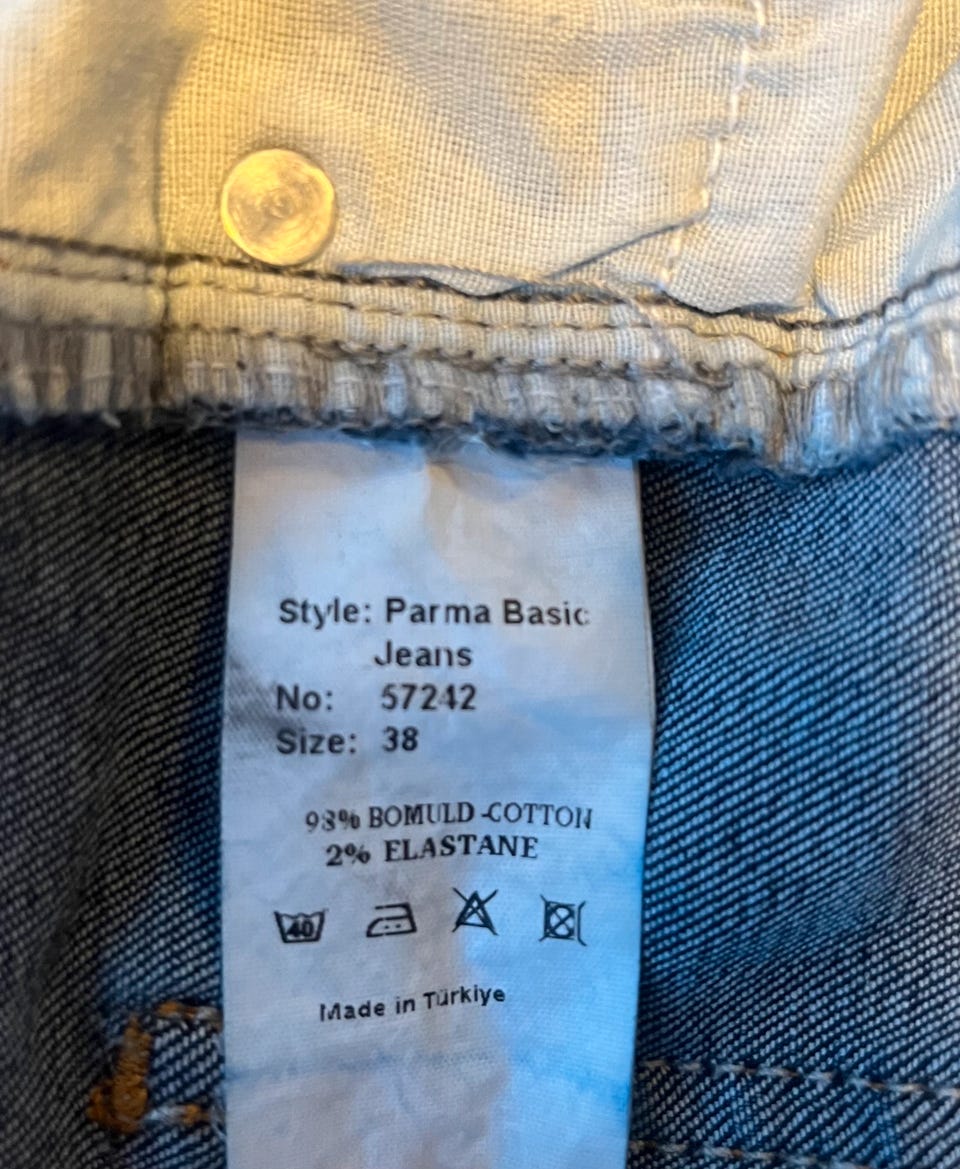 Style: Parma Basic
Jeans
No: 57242
Size: 38
98% BOMULD -COTTON
2% ELASTANE
40
Made in Türkiye